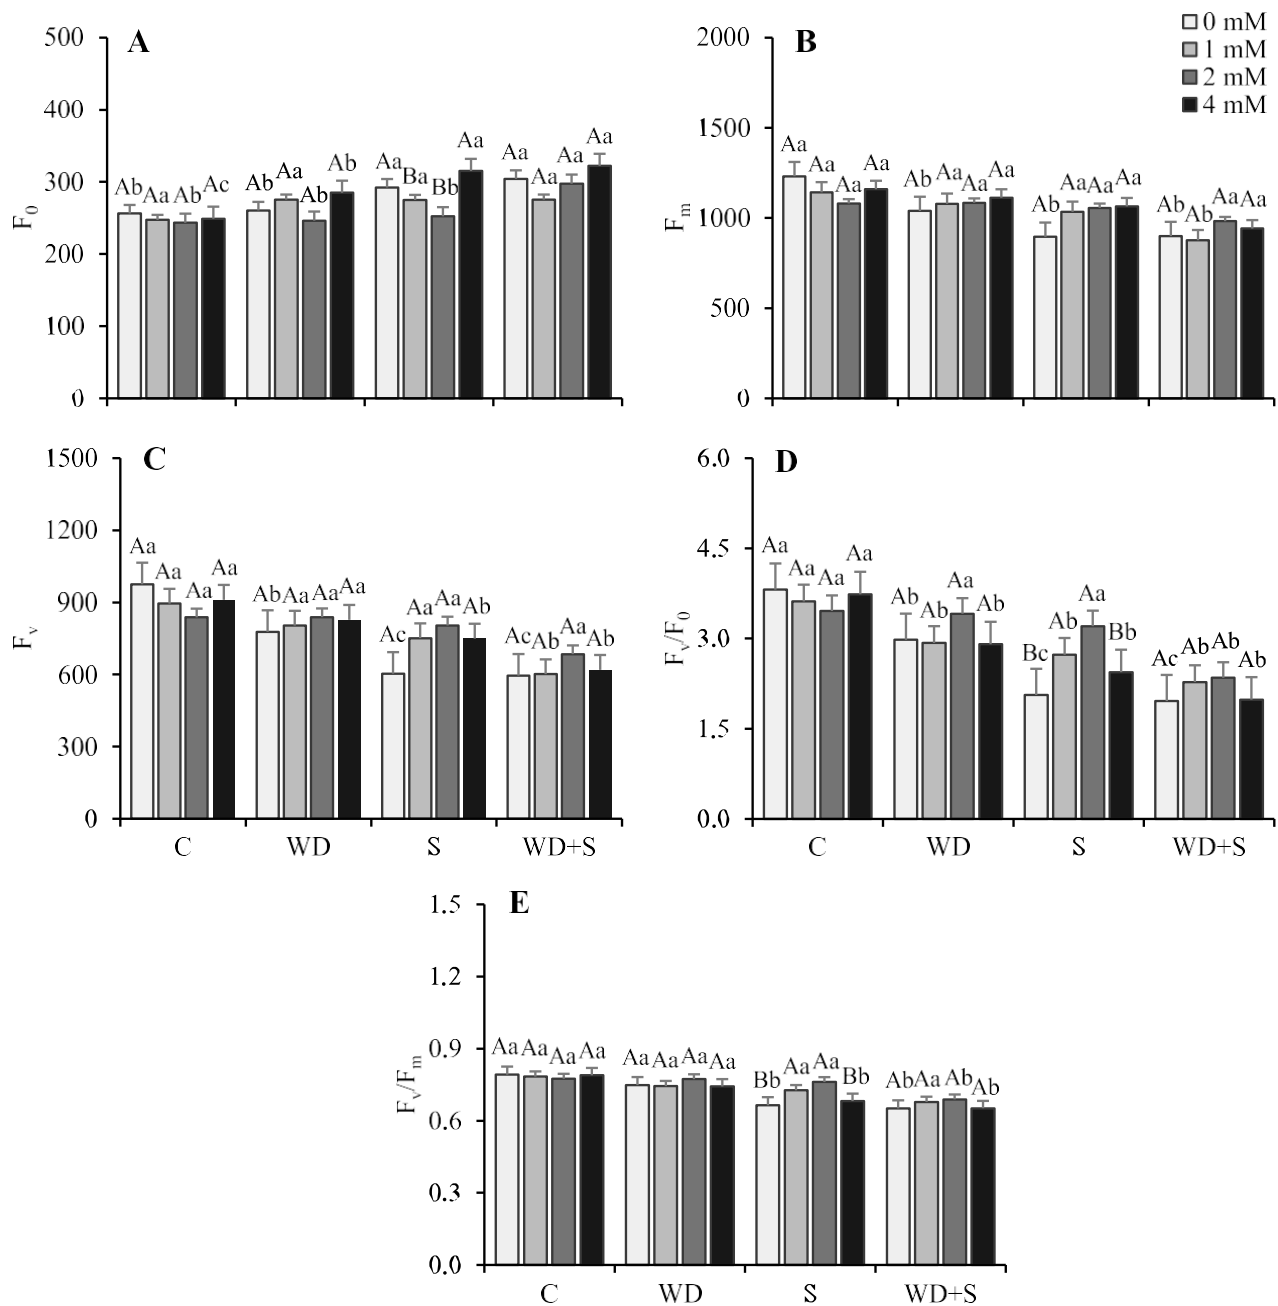 A
500
400
300
200
100
0
F0
Ab Aa Ab Ac
Ab Aa Ab Ab
Aa Ba Bb Aa
Aa Aa Aa Aa
B
2000
1500
1000
500
0
Fm
0 mM
1 mM
2 mM
4 mM
Aa Aa Aa Aa
Ab Aa Aa Aa
Ab Aa Aa Aa
Ab Ab Aa Aa
C
1500
1200
900
600
300
0
Fv
Aa Aa Aa Aa
Ab Aa Aa Aa
Ac Aa Aa Ab
Ac Ab Aa Ab
C WD S WD+S
D
6.0
4.5
3.0
1.5
0.0
Fv/F0
Aa Aa Aa Aa
Ab Ab Aa Ab
Bc Ab Aa Bb
Ac Ab Ab Ab
C WD S WD+S
E
1.5
1.2
0.9
0.6
0.3
0.0
Fv/Fm
Aa Aa Aa Aa
Aa Aa Aa Aa
Bb Aa Aa Bb
Ab Aa Ab Ab
C WD S WD+S